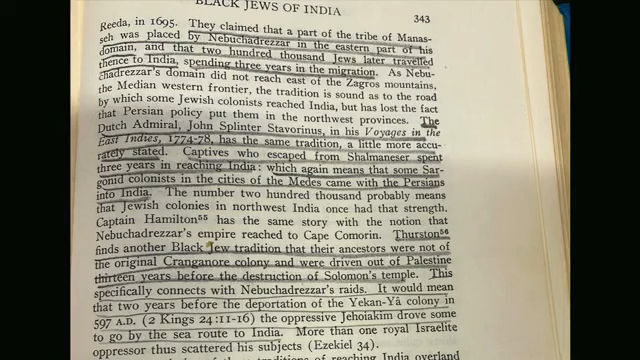 BLACK JEWS OF INDIA
343
Reeda, in 1695. They claimed that a part of the tribe of Manas-
seh was placed by Nebuchadrezzar in the eastern part of his
domain, and that two hundred thousand Jews later travelled
thence to India, spending three years in the migration. As Nebu-
chadrezzar's domain did not reach east of the Zagros mountains,
the Median western frontier, the tradition is sound as to the road
by which some Jewish colonists reached India, but has lost the fact
that Persian policy put them in the northwest provinces. The
Dutch Admiral, John Splinter Stavorinus, in his Voyages in the
East Indies, 1774-78, has the same tradition, a little more accu-
rately stated. Captives who escaped from Shalmaneser spent
three years in reaching India: which again means that some Sar-
gonid colonists in the cities of the Medes came with the Persians
into India. The number two hundred thousand probably means
that Jewish colonies in northwest India once had that strength.
Captain Hamilton⁵⁵ has the same story with the notion that
Nebuchadrezzar's empire reached to Cape Comorin. Thurston⁵⁶
finds another Black Jew tradition that their ancestors were not of
the original Cranganore colony and were driven out of Palestine
thirteen years before the destruction of Solomon's temple. This
specifically connects with Nebuchadrezzar's raids. It would mean
that two years before the deportation of the Yekan-Yà colony in
597 A.D. (2 Kings 24:11-16) the oppressive Jehoiakim drove some
to go by the sea route to India. More than one royal Israelite
oppressor thus scattered his subjects (Ezekiel 34).
of these traditions of reaching India overland